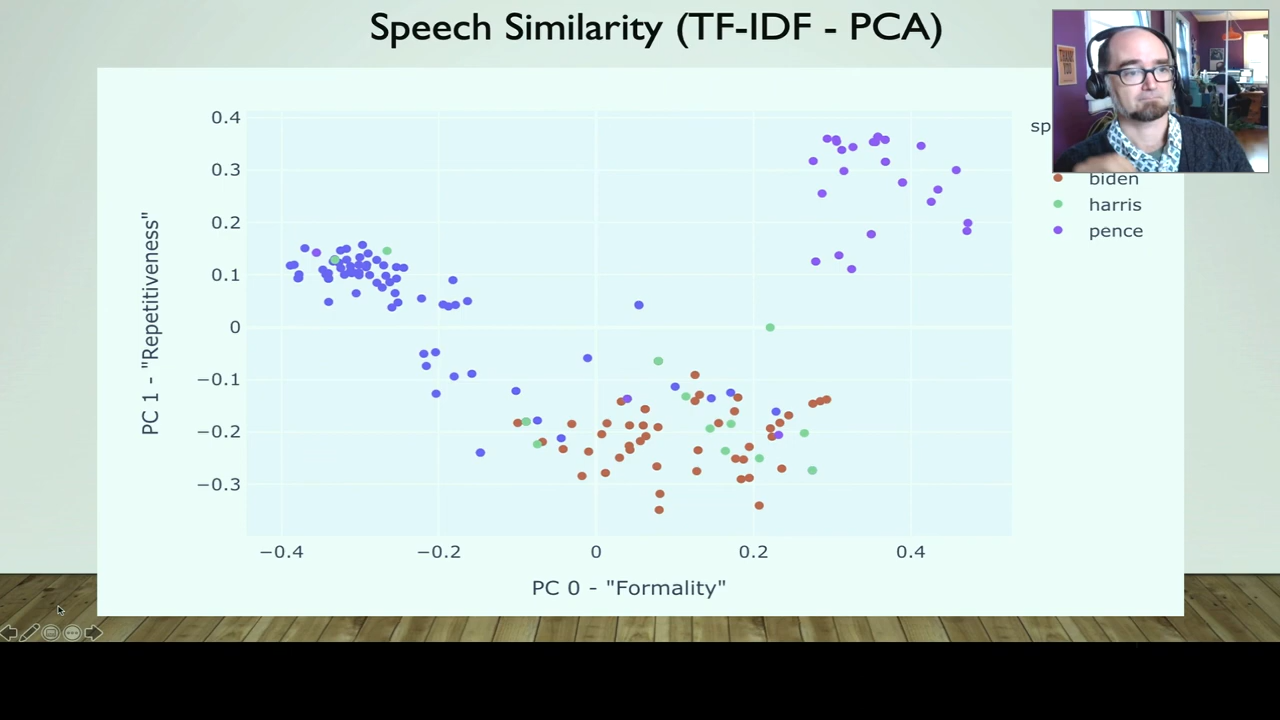 Speech Similarity (TF-IDF - PCA)
THANK
YOU
sp
biden
harris
pence
0.4
0.3
0.2
0.1
0
−0.1
−0.2
−0.3
PC 1 - "Repetitiveness"
−0.4
−0.2
0
0.2
0.4
PC 0 - "Formality"